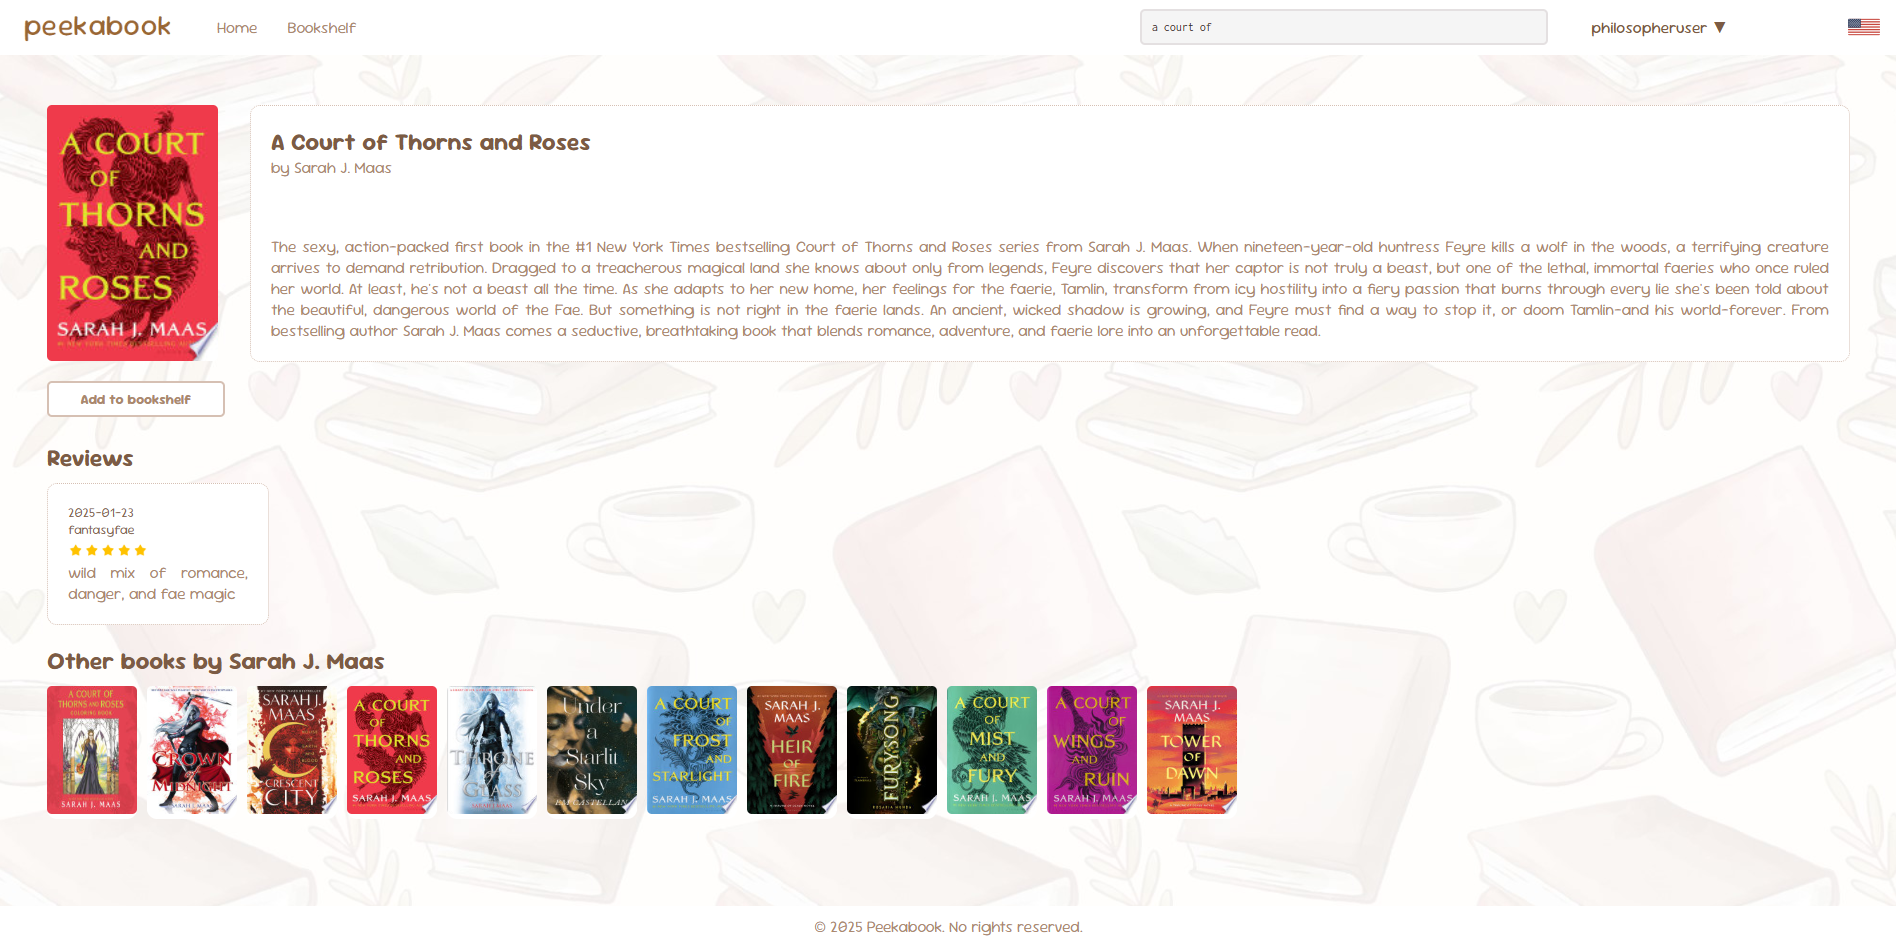 peekabook
Home
Bookshelf
a court of
philosopheruser ▼
A COURT
OF
THORNS
AND
ROSES
SARAH J. MAAS
A Court of Thorns and Roses
by Sarah J. Maas
The sexy, action-packed first book in the #1 New York Times bestselling Court of Thorns and Roses series from Sarah J. Maas. When nineteen-year-old huntress Feyre kills a wolf in the woods, a terrifying creature
arrives to demand retribution. Dragged to a treacherous magical land she knows about only from legends, Feyre discovers that her captor is not truly a beast, but one of the lethal, immortal faeries who once ruled
her world. At least, he's not a beast all the time. As she adapts to her new home, her feelings for the faerie, Tamlin, transform from icy hostility into a fiery passion that burns through every lie she's been told about
the beautiful, dangerous world of the Fae. But something is not right in the faerie lands. An ancient, wicked shadow is growing, and Feyre must find a way to stop it, or doom Tamlin-and his world-forever. From
bestselling author Sarah J. Maas comes a seductive, breathtaking book that blends romance, adventure, and faerie lore into an unforgettable read.
Add to bookshelf
Reviews
2025-01-23
fantasyfae
wild mix of romance,
danger, and fae magic
Other books by Sarah J. Maas
A COURT OF
THORNS AND ROSES
COLORING BOOK
SARAH J. MAAS
CROWN
of
MIDNIGHT
SARAH J. MAAS
SARAH J.
MAAS
CRESCENT
CITY
A COURT
OF
THORNS
AND
ROSES
SARAH J. MAAS
THRONE
of
GLASS
SARAH J. MAAS
Under
a
Starlit
Sky
EM CASTELLAN
A COURT
OF
FROST
AND
STARLIGHT
SARAH J. MAAS
SARAH J.
MAAS
HEIR
OF
FIRE
FURYSONG
ROSARIA MUNDA
A COURT
OF
MIST
AND
FURY
SARAH J. MAAS
A COURT
OF
WINGS
AND
RUIN
SARAH J. MAAS
SARAH J.
MAAS
TOWER
OF
DAWN
© 2025 Peekabook. No rights reserved.